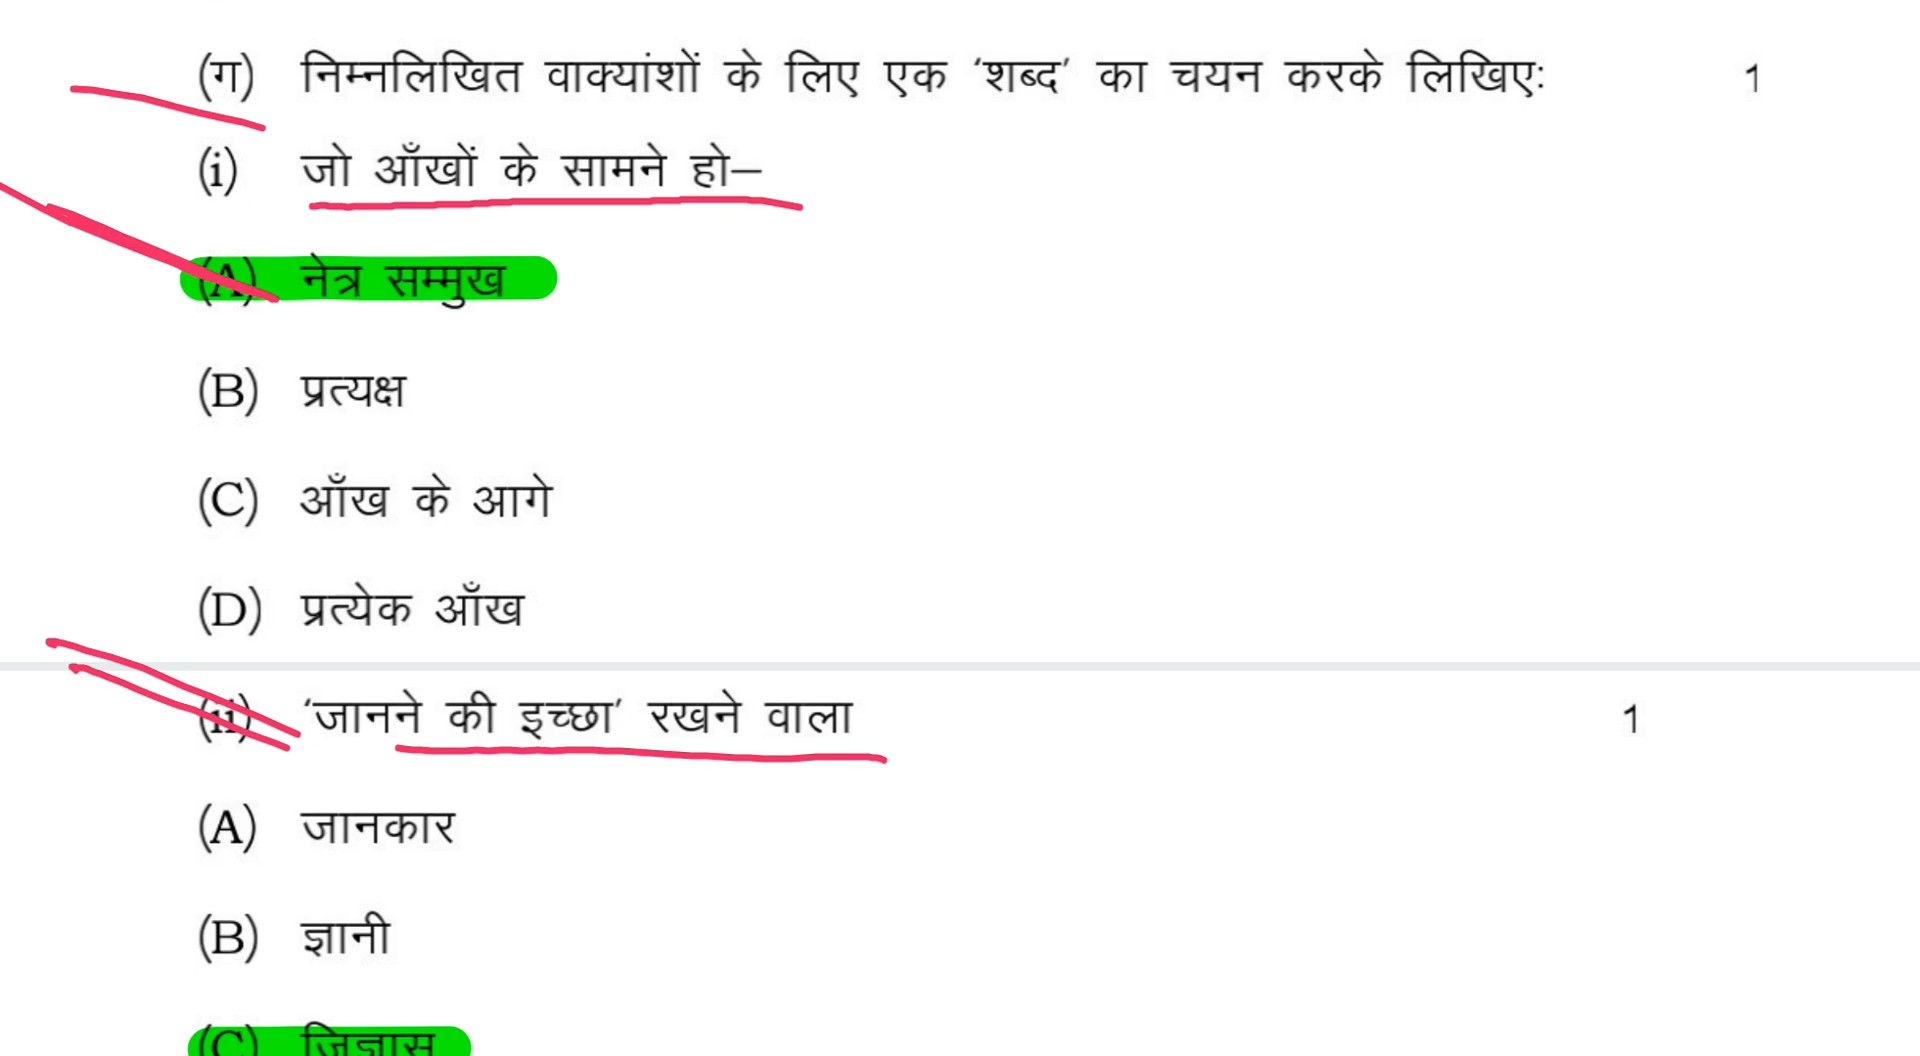 (ग) निम्नलिखित वाक्यांशों के लिए एक ‘शब्द’ का चयन करके लिखिए: 1
(i) जो आँखों के सामने हो–
(A) नेत्र सम्मुख
(B) प्रत्यक्ष
(C) आँख के आगे
(D) प्रत्येक आँख
(ii) ‘जानने की इच्छा’ रखने वाला 1
(A) जानकार
(B) ज्ञानी
(C)